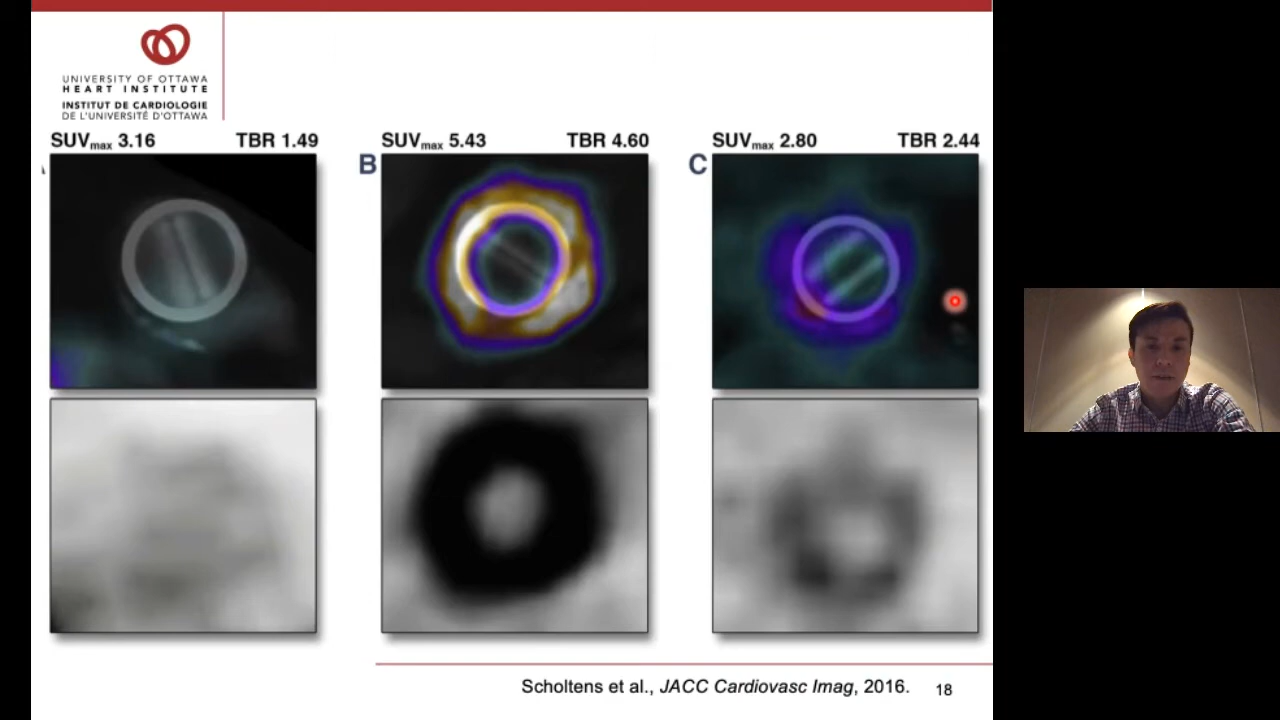 UNIVERSITY OF OTTAWA
HEART INSTITUTE
INSTITUT DE CARDIOLOGIE
DE L'UNIVERSITÉ D'OTTAWA
SUVmax 3.16 TBR 1.49
SUVmax 5.43 TBR 4.60
SUVmax 2.80 TBR 2.44
B
C
Scholtens et al., JACC Cardiovasc Imag, 2016.
18